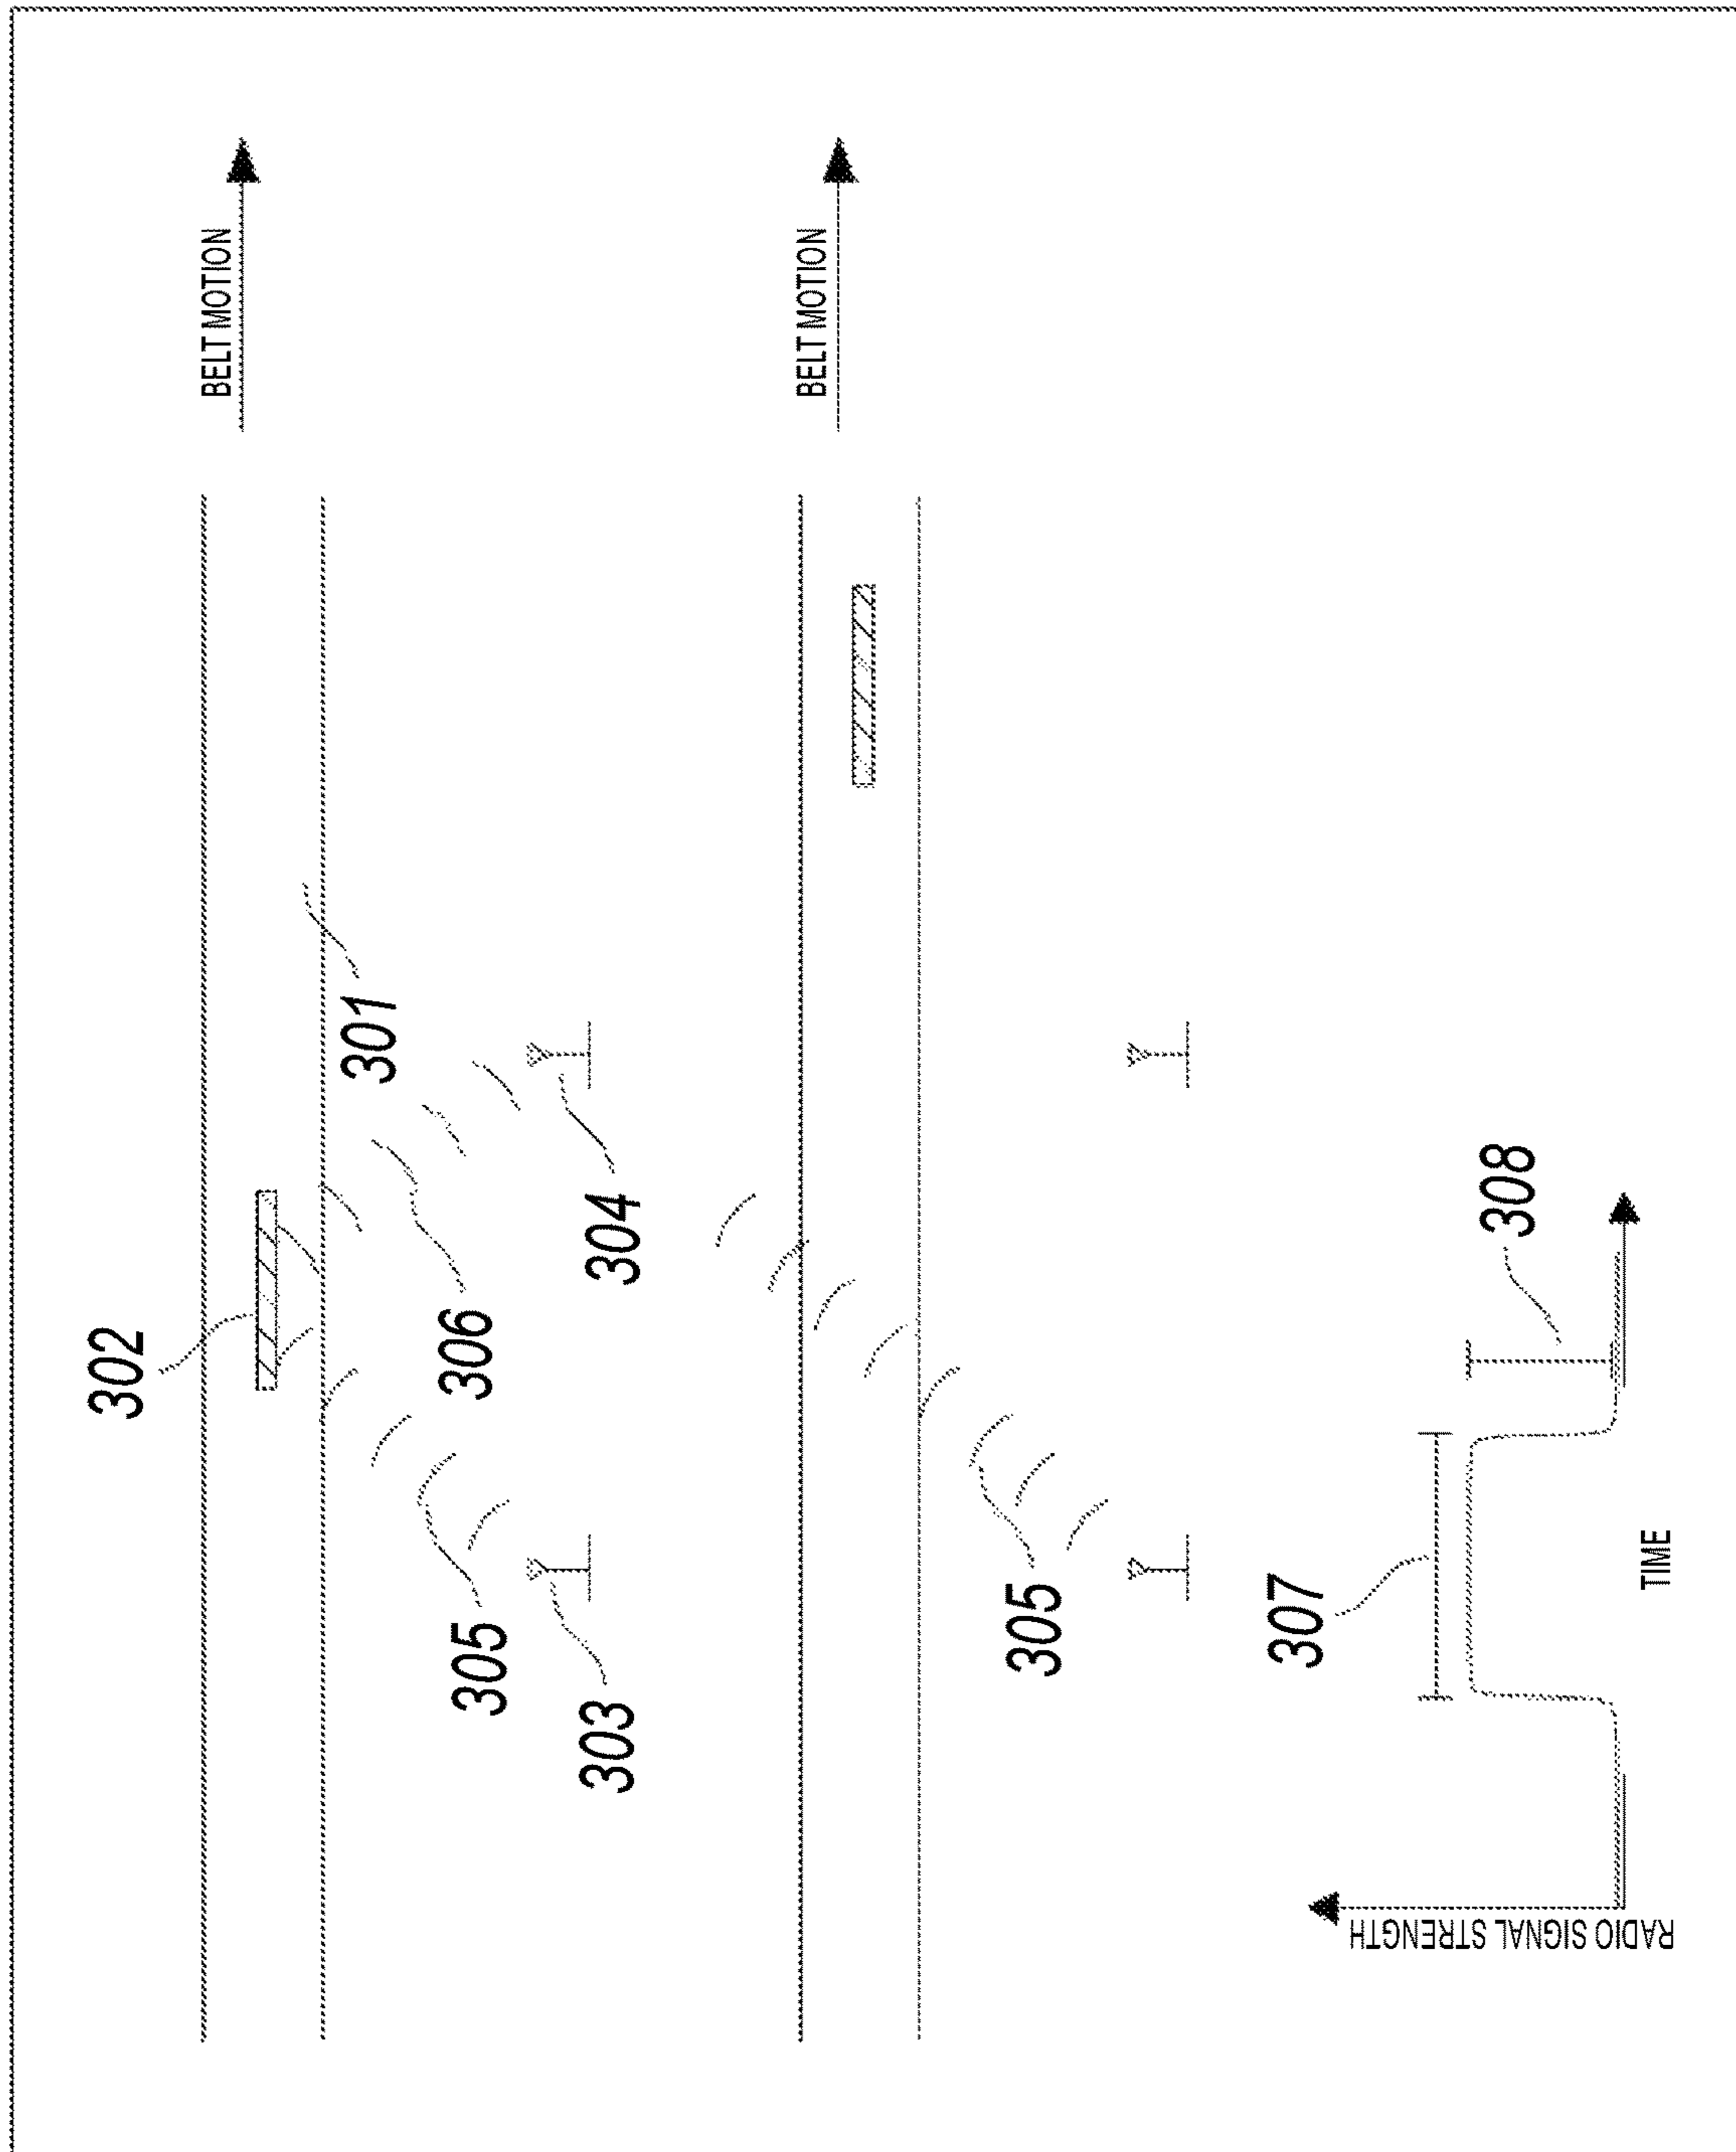 BELT MOTION
302
301
306
305
304
303
BELT MOTION
305
307
308
RADIO SIGNAL STRENGTH
TIME